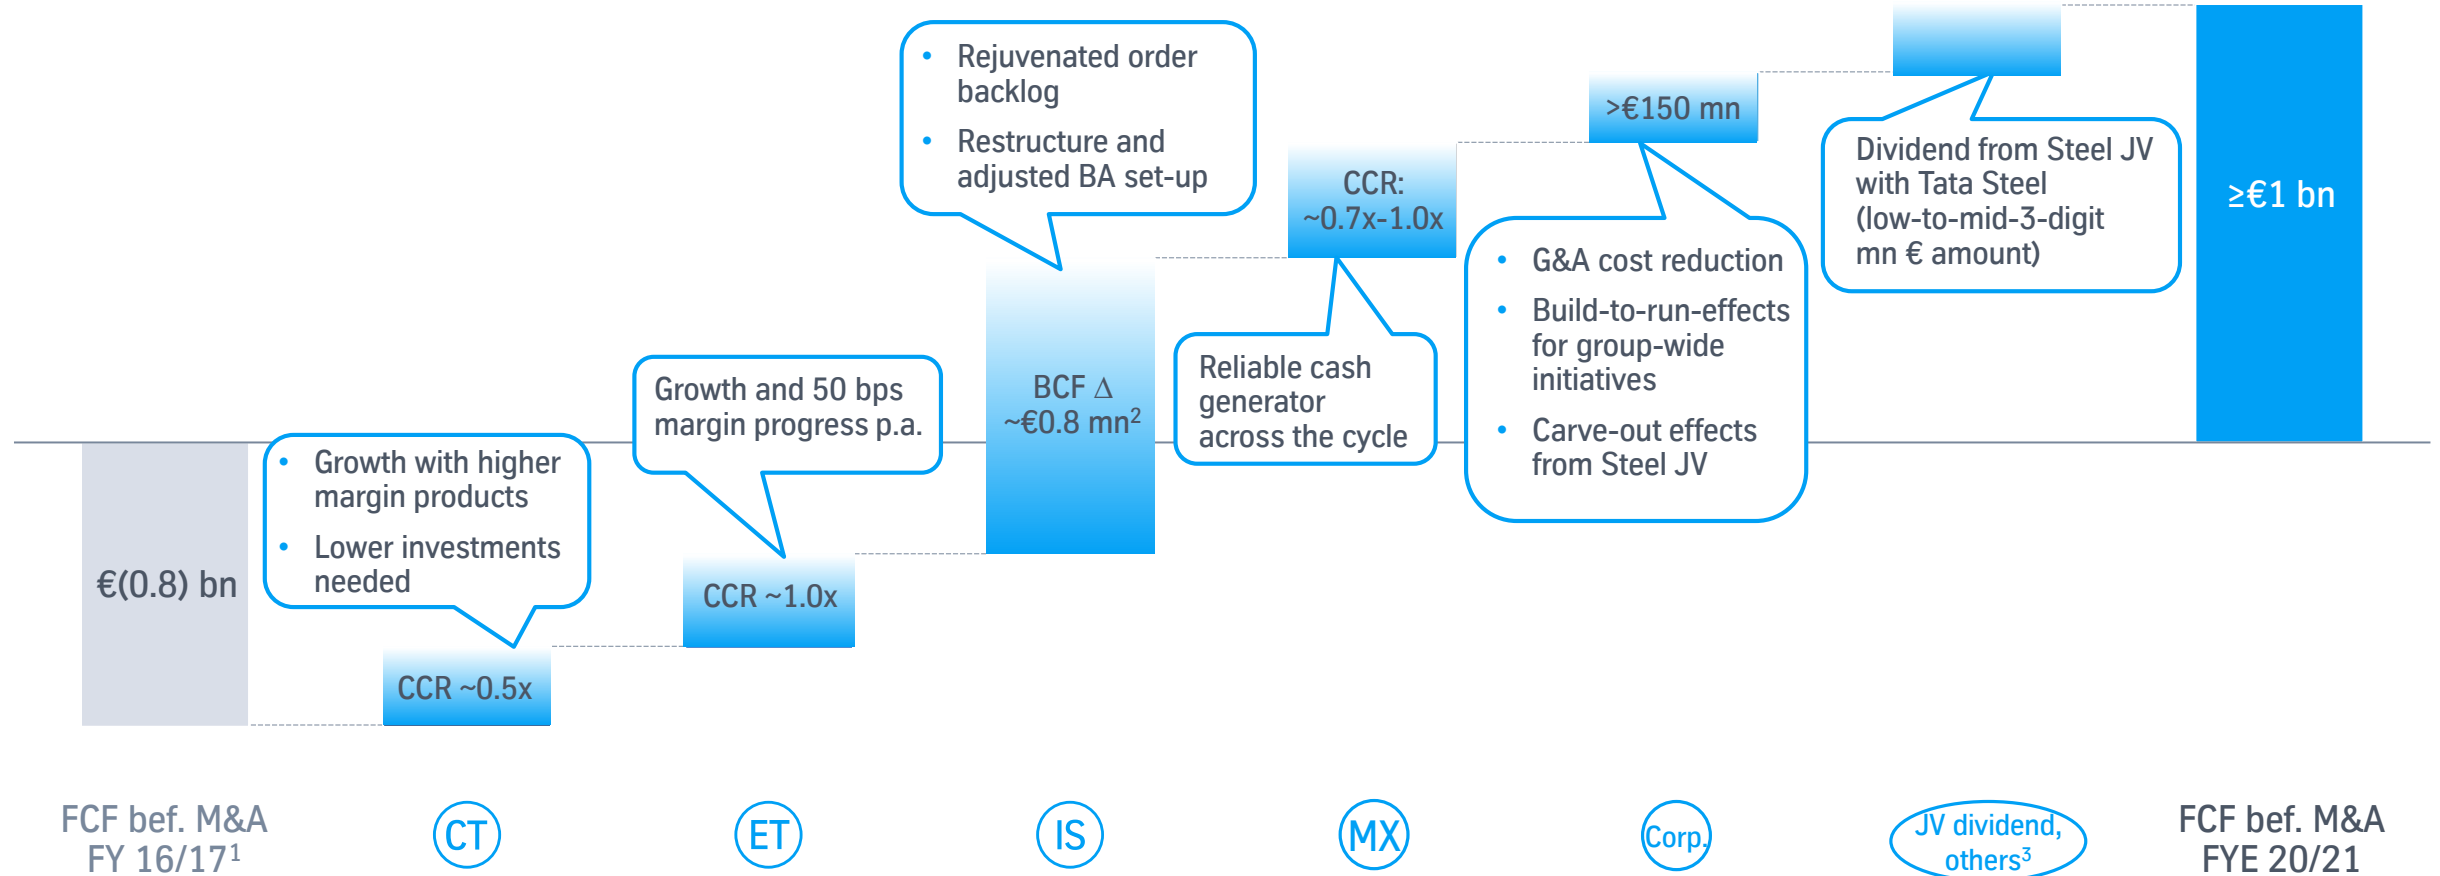 • Rejuvenated order
backlog
• Restructure and
adjusted BA set-up
>€150 mn
Dividend from Steel JV
with Tata Steel
(low-to-mid-3-digit
mn € amount)
≥€1 bn
CCR:
~0.7x-1.0x
• G&A cost reduction
• Build-to-run-effects
for group-wide
initiatives
• Carve-out effects
from Steel JV
Growth and 50 bps
margin progress p.a.
BCF Δ
~€0.8 mn²
Reliable cash
generator
across the cycle
• Growth with higher
margin products
• Lower investments
needed
€(0.8) bn
CCR ~1.0x
CCR ~0.5x
FCF bef. M&A
FY 16/17¹
CT
ET
IS
MX
Corp.
JV dividend,
others³
FCF bef. M&A
FYE 20/21